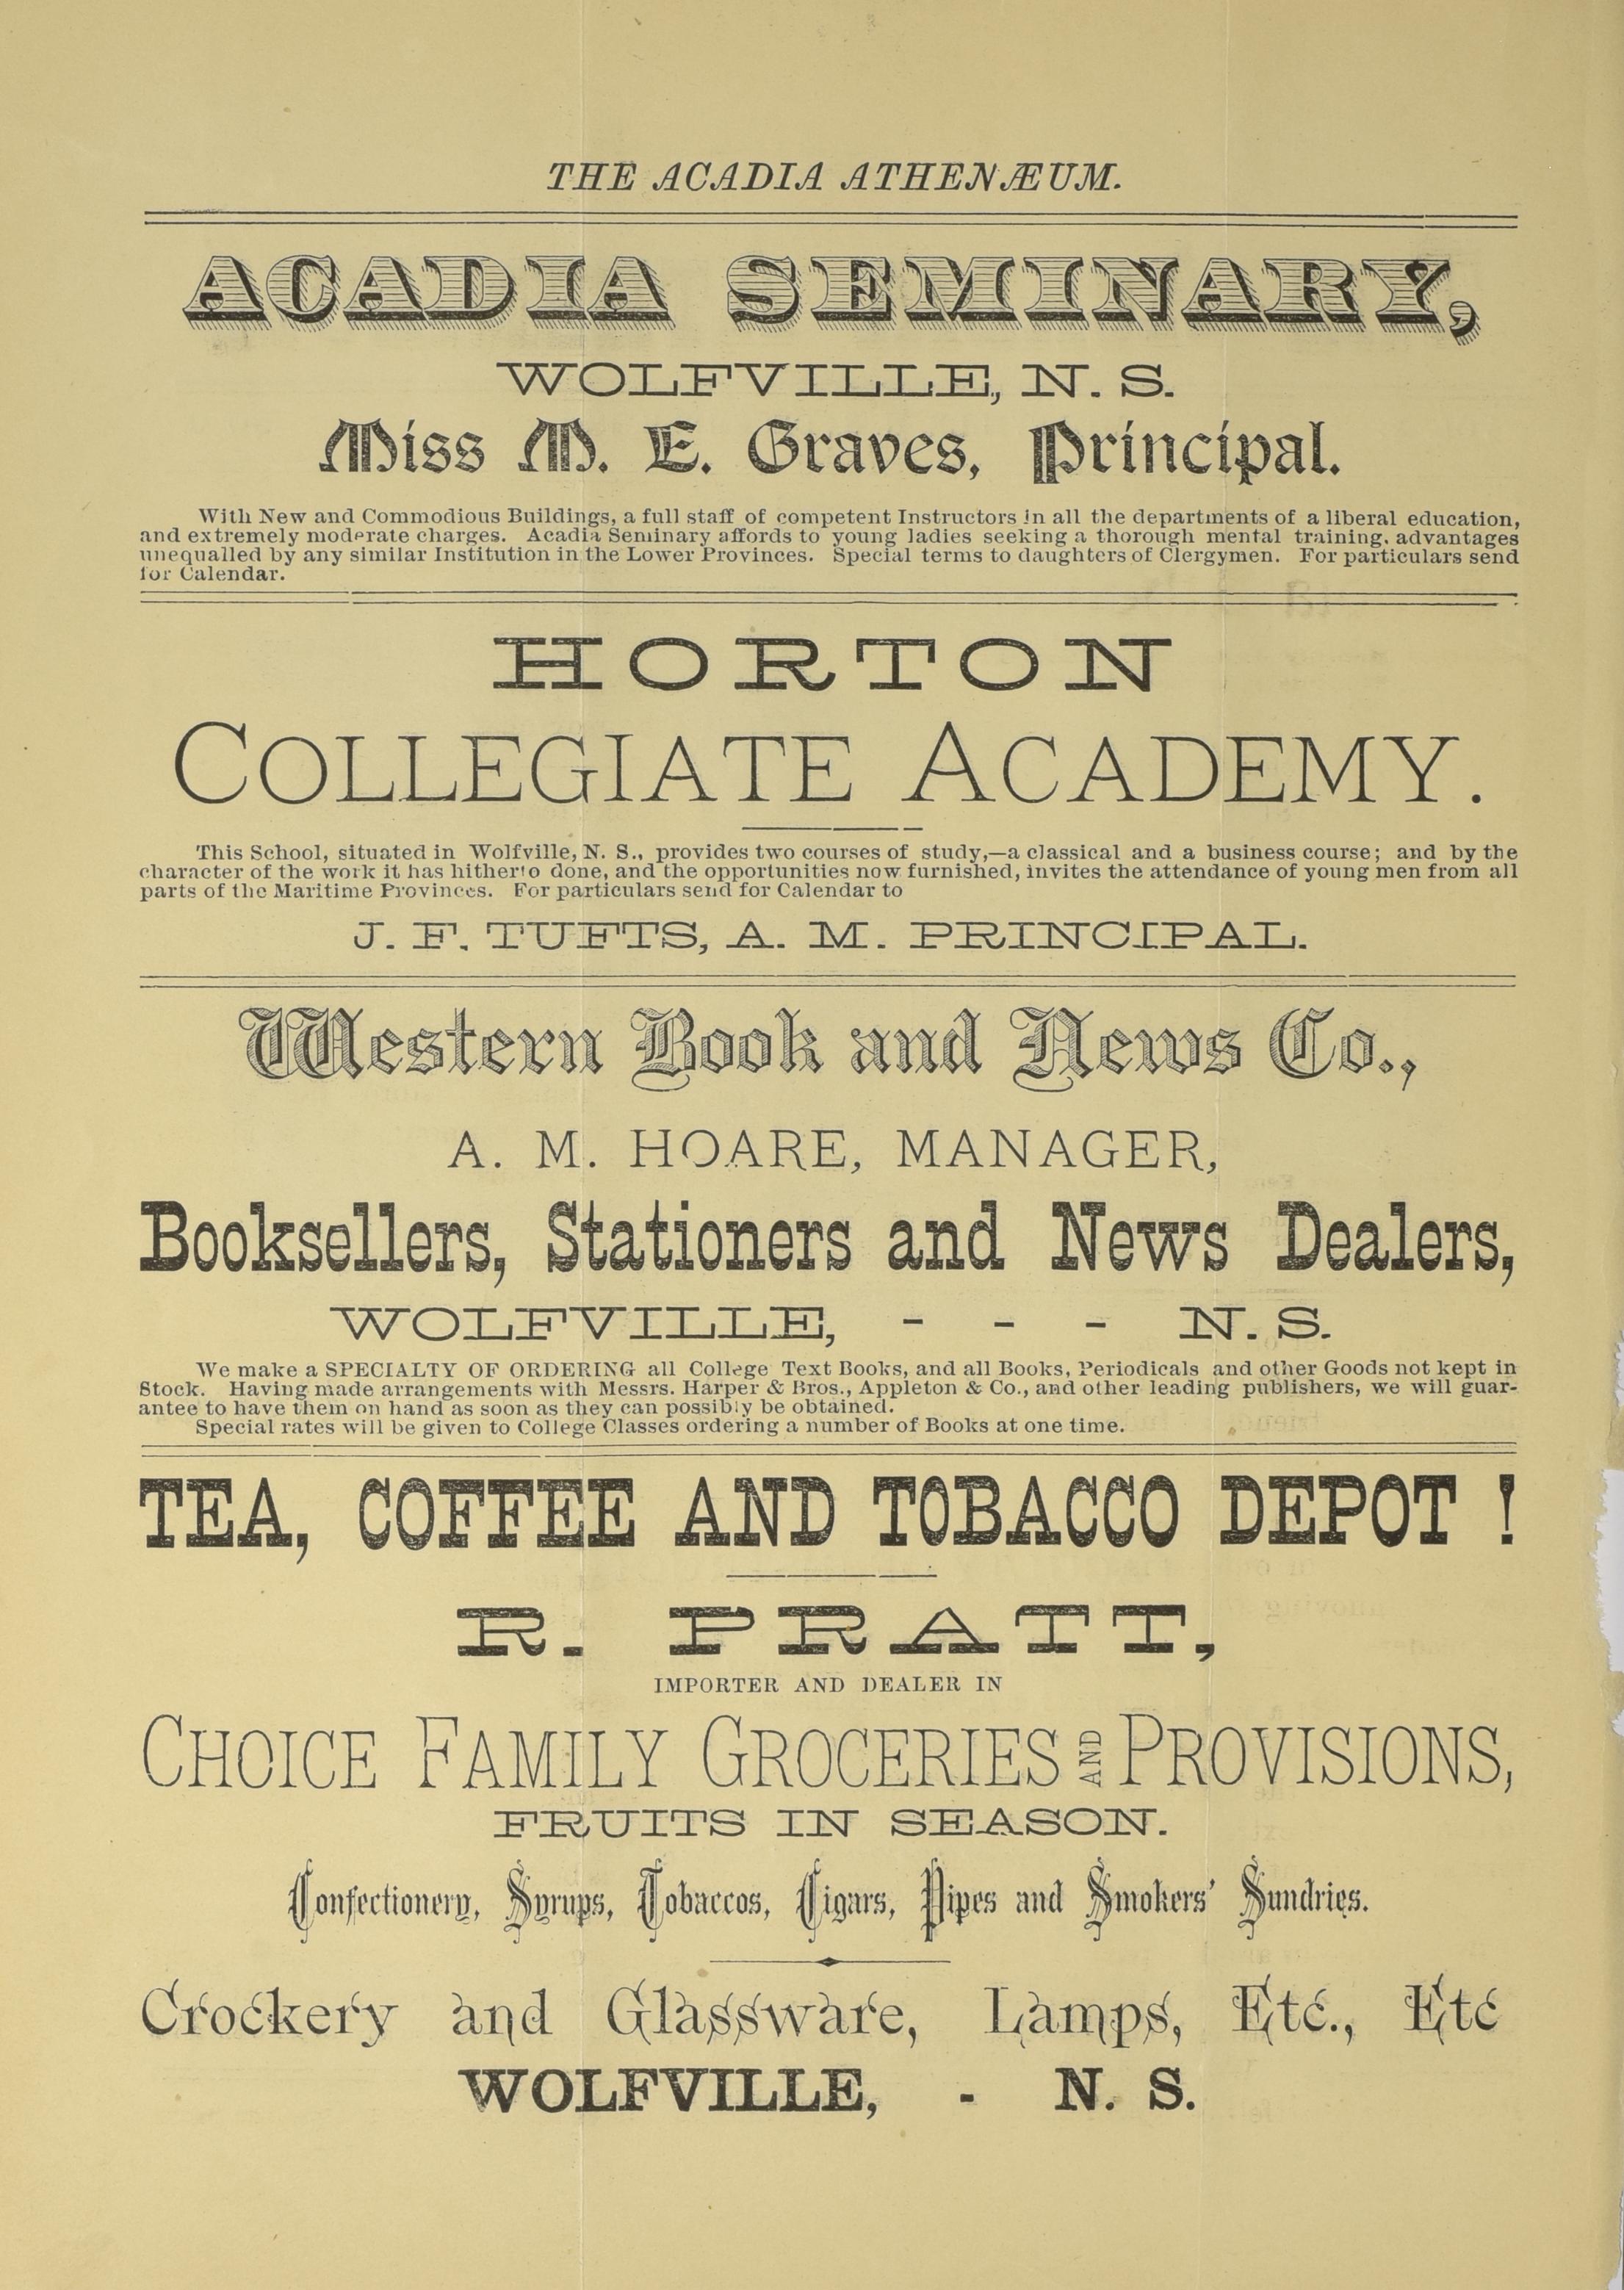 THE ACADIA ATHENÆUM.
ACADIA SEMINARY,
WOLFVILLE, N. S.
Miss M. E. Graves, Principal.
With New and Commodious Buildings, a full staff of competent Instructors in all the departments of a liberal education,
and extremely moderate charges. Acadia Seminary affords to young ladies seeking a thorough mental training. advantages
unequalled by any similar Institution in the Lower Provinces. Special terms to daughters of Clergymen. For particulars send
for Calendar.
HORTON
COLLEGIATE ACADEMY.
This School, situated in Wolfville, N. S., provides two courses of study,—a classical and a business course; and by the
character of the work it has hitherto done, and the opportunities now furnished, invites the attendance of young men from all
parts of the Maritime Provinces. For particulars send for Calendar to
J. F. TUFTS, A. M. PRINCIPAL.
Western Book and News Co.,
A. M. HOARE, MANAGER,
Booksellers, Stationers and News Dealers,
WOLFVILLE, - - - N. S.
We make a SPECIALTY OF ORDERING all College Text Books, and all Books, Periodicals and other Goods not kept in
Stock. Having made arrangements with Messrs. Harper & Bros., Appleton & Co., and other leading publishers, we will guar-
antee to have them on hand as soon as they can possibly be obtained.
Special rates will be given to College Classes ordering a number of Books at one time.
TEA, COFFEE AND TOBACCO DEPOT !
R. PRATT,
IMPORTER AND DEALER IN
CHOICE FAMILY GROCERIES AND PROVISIONS,
FRUITS IN SEASON.
Confectionery, Syrups, Tobaccos, Cigars, Pipes and Smokers' Sundries.
Crockery and Glassware, Lamps, Etc., Etc
WOLFVILLE, - N. S.